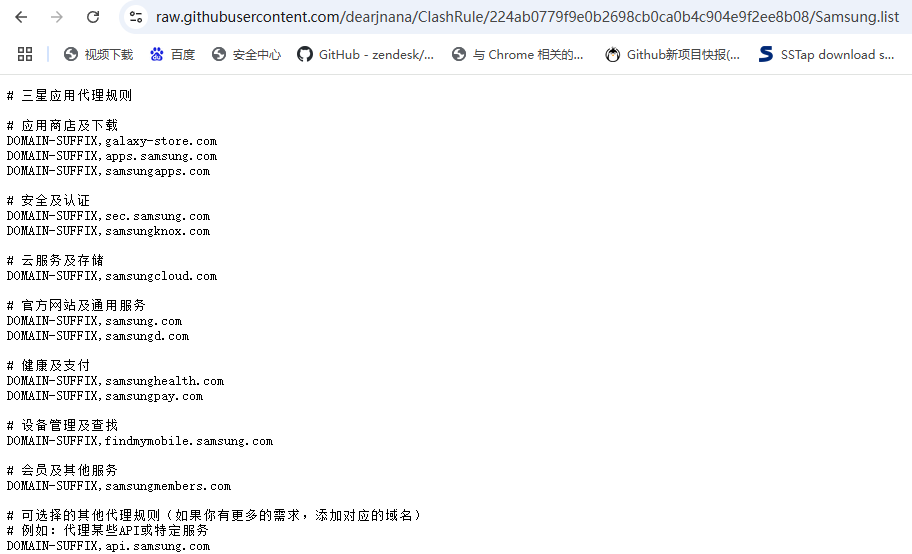 raw.githubusercontent.com/dearjnana/ClashRule/224ab0779f9e0b2698cb0ca0b4c904e9f2ee8b08/Samsung.list
视频下载 百度 安全中心 GitHub - zendesk/... 与 Chrome 相关的... Github新项目快报(... SSTap download s...
# 三星应用代理规则
# 应用商店及下载
DOMAIN-SUFFIX,galaxy-store.com
DOMAIN-SUFFIX,apps.samsung.com
DOMAIN-SUFFIX,samsungapps.com
# 安全及认证
DOMAIN-SUFFIX,sec.samsung.com
DOMAIN-SUFFIX,samsungknox.com
# 云服务及存储
DOMAIN-SUFFIX,samsungcloud.com
# 官方网站及通用服务
DOMAIN-SUFFIX,samsung.com
DOMAIN-SUFFIX,samsungd.com
# 健康及支付
DOMAIN-SUFFIX,samsunghealth.com
DOMAIN-SUFFIX,samsungpay.com
# 设备管理及查找
DOMAIN-SUFFIX,findmymobile.samsung.com
# 会员及其他服务
DOMAIN-SUFFIX,samsungmembers.com
# 可选择的其他代理规则（如果你有更多的需求，添加对应的域名）
# 例如：代理某些API或特定服务
DOMAIN-SUFFIX,api.samsung.com